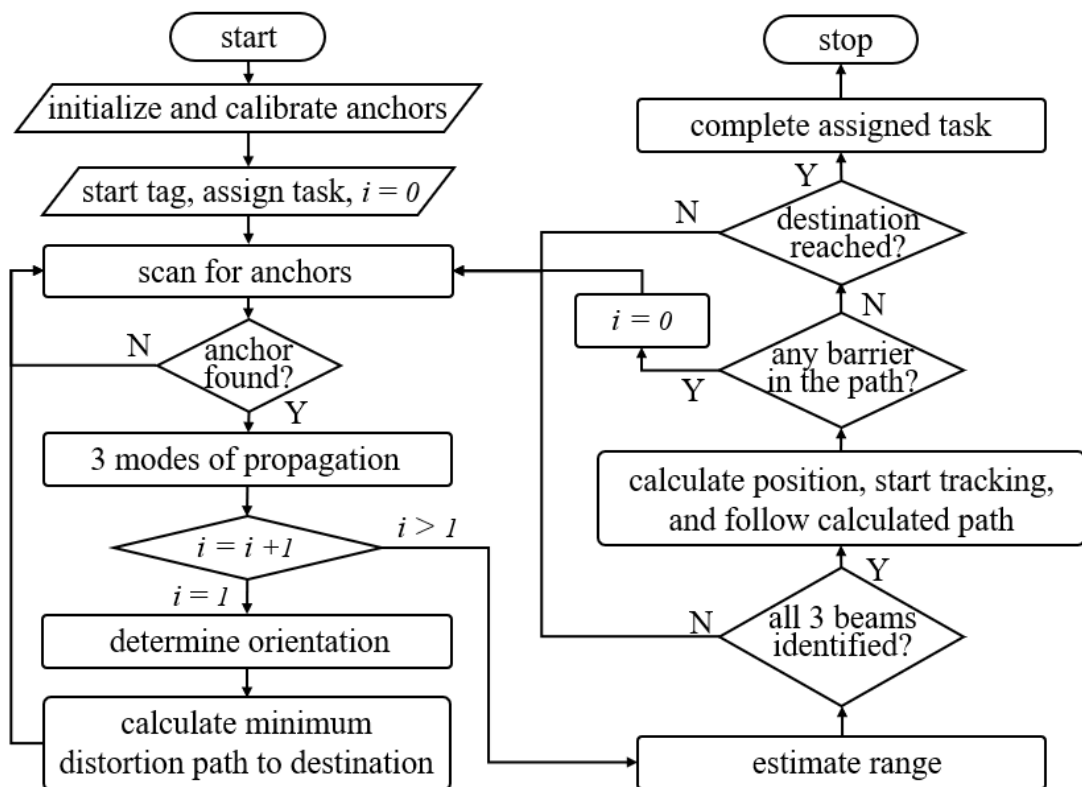 start
initialize and calibrate anchors
start tag, assign task, i = 0
scan for anchors
N
anchor
found?
Y
3 modes of propagation
i = i +1
i > 1
i = 1
determine orientation
calculate minimum
distortion path to destination
stop
complete assigned task
Y
N
destination
reached?
N
i = 0
any barrier
in the path?
Y
calculate position, start tracking,
and follow calculated path
Y
N
all 3 beams
identified?
estimate range